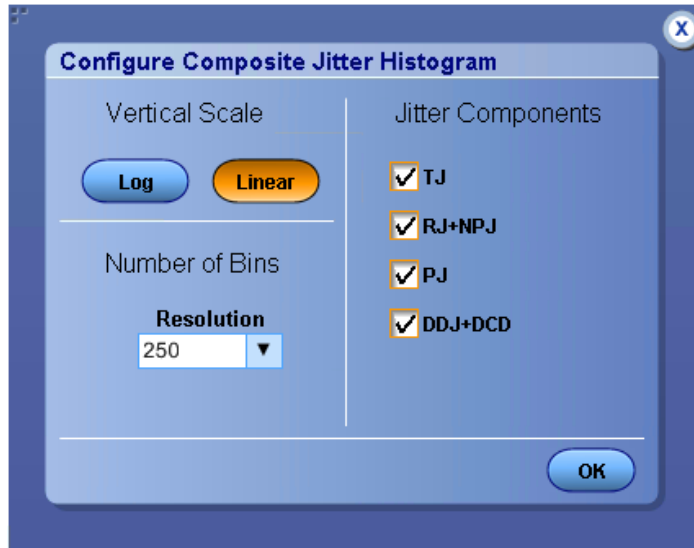 X
Configure Composite Jitter Histogram
Vertical Scale
Log
Linear
Number of Bins
Resolution
250
Jitter Components
TJ
RJ+NPJ
PJ
DDJ+DCD
OK